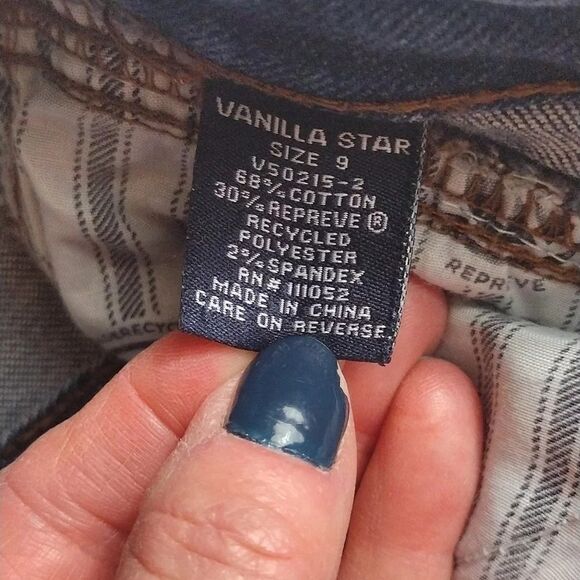 VANILLA STAR
SIZE 9
V50215-2
68% COTTON
30% REPREVE®
RECYCLED
POLYESTER
2% SPANDEX
RN# 111052
MADE IN CHINA
CARE ON REVERSE.
REPREVE
RECYC